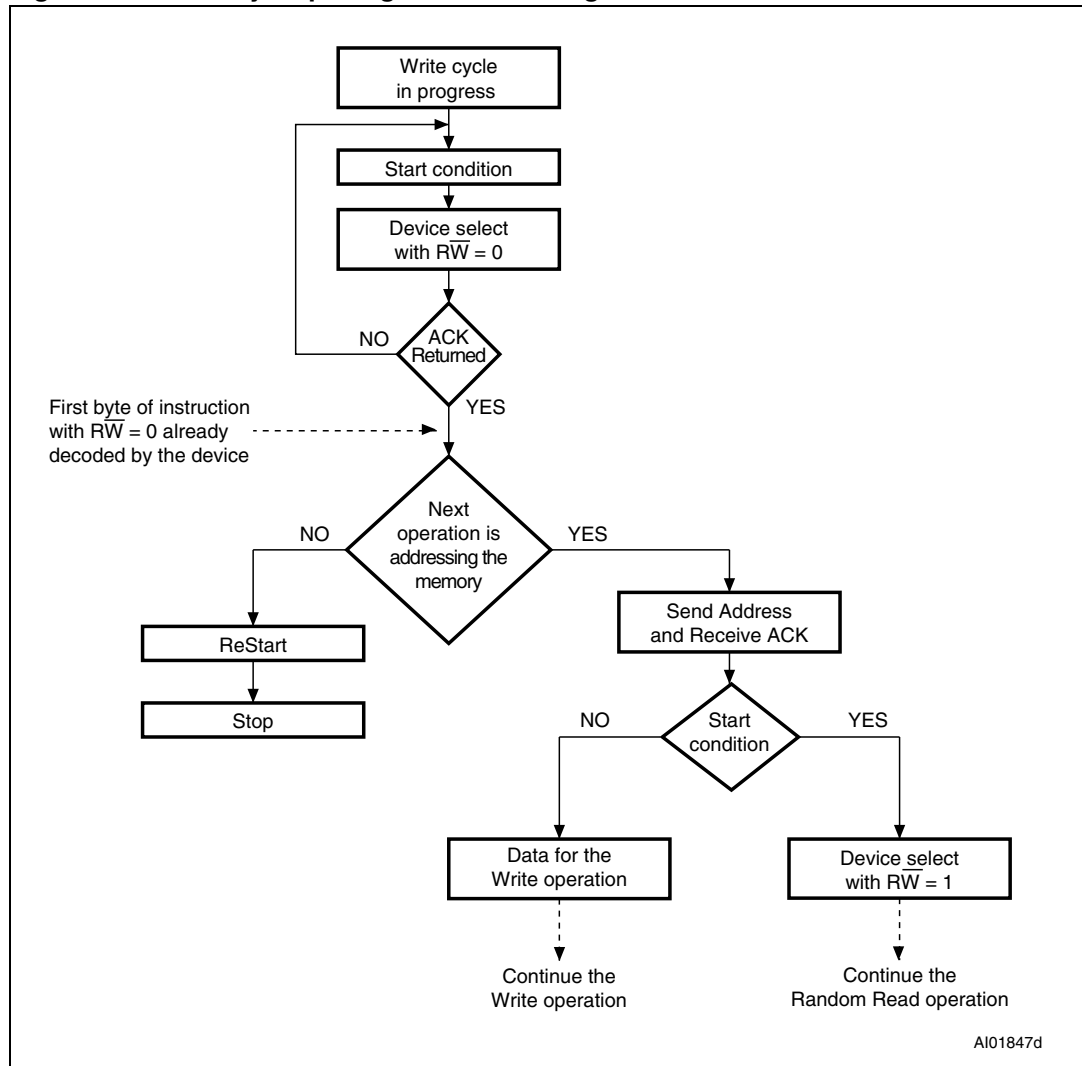 Write cycle
in progress
Start condition
Device select
with RW̅ = 0
NO
ACK
Returned
YES
First byte of instruction
with RW̅ = 0 already
decoded by the device
Next
operation is
addressing the
memory
NO
YES
Send Address
and Receive ACK
ReStart
Stop
NO
Start
condition
YES
Data for the
Write operation
Device select
with RW̅ = 1
Continue the
Write operation
Continue the
Random Read operation
AI01847d